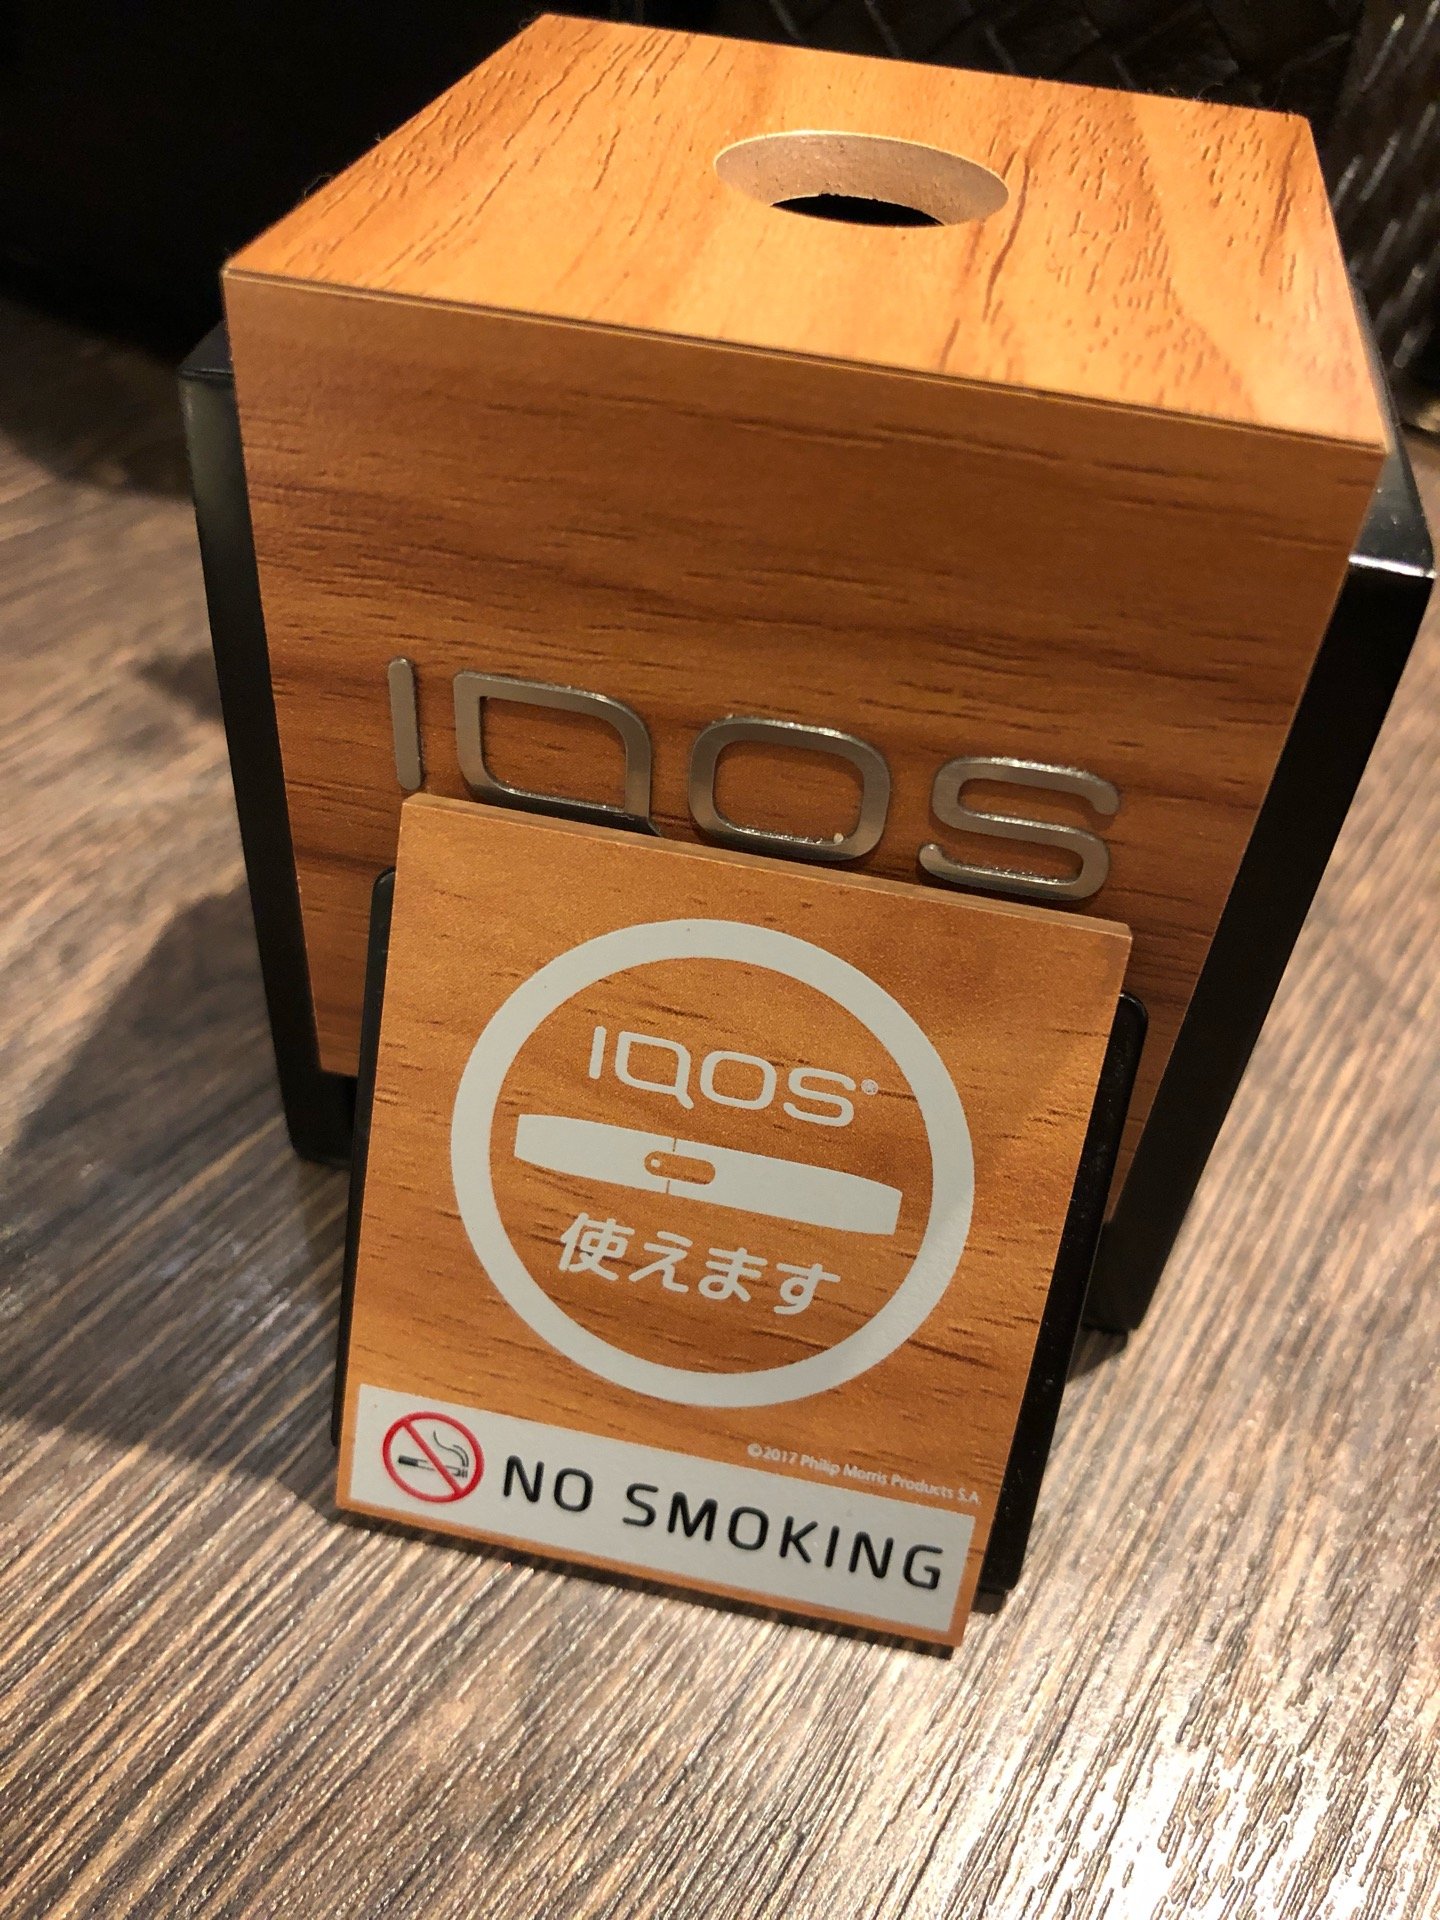 IQOS
IQOS®
使えます
©2017 Philip Morris Products S.A.
NO SMOKING